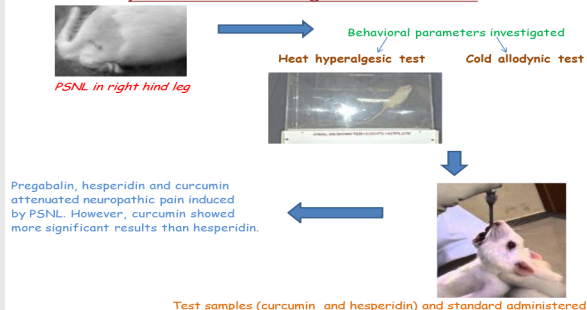 Behavioral parameters investigated
Heat hyperalgesic test
Cold allodynic test
PSNL in right hind leg
Pregabalin, hesperidin and curcumin
attenuated neuropathic pain induced
by PSNL. However, curcumin showed
more significant results than hesperidin.
Test samples (curcumin and hesperidin) and standard administered